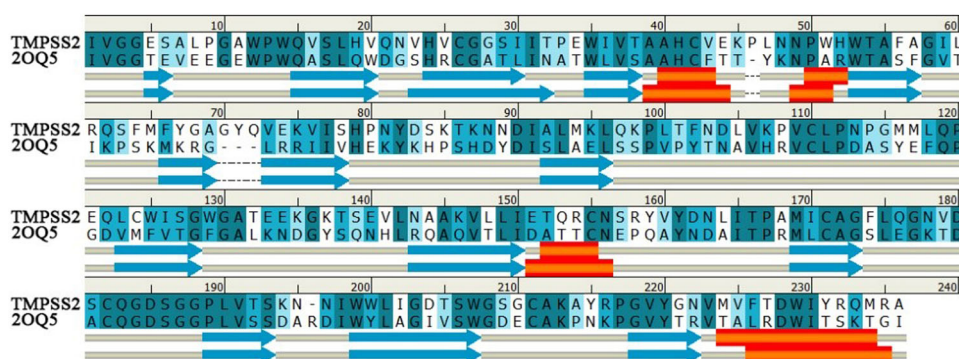 10 20 30 40 50 60
TMPSS2 IVGGESALPGAWPWQVSLHVQNVHVCGGSIITPEWIVTAAHCVEKPLNNPWHWTAFAGIL
2OQ5 IVGGTEVEEGEWPWQASLQWDGSHRCGATLINATWLVSAAHCFTT-YKNPARWTASFGVT
70 80 90 100 110 120
TMPSS2 RQSFMFYGAGYQVEKVISHPNYDSKTKNNDIALMKLQKPLTFNDLVKPVCLPNPGMMLQP
2OQ5 IKPSKMKRG---LRRIIVHEKYKHPSHDYDISLAELSSPVPYTNAVHRVCLPDASYEFQP
130 140 150 160 170 180
TMPSS2 EQLCWISGWGATEEKGKTSEVLNAAKVLLIETQRCNSRYVYDNLITPAMICAGFLQGNVD
2OQ5 GDVMFVTGFGALKNDGYSQNHLRQAQVTLIDATTCNEPQAYNDAITPRMLCAGSLEGKTD
190 200 210 220 230 240
TMPSS2 SCQGDSGGPLVTSKN-NIWWLIGDTSWGSGCAKAYRPGVYGNVMVFTDWIYRQMRA
2OQ5 ACQGDSGGPLVSSDARDIWYLAGIVSWGDECAKPNKPGVYTRVTALRDWITSKTGI